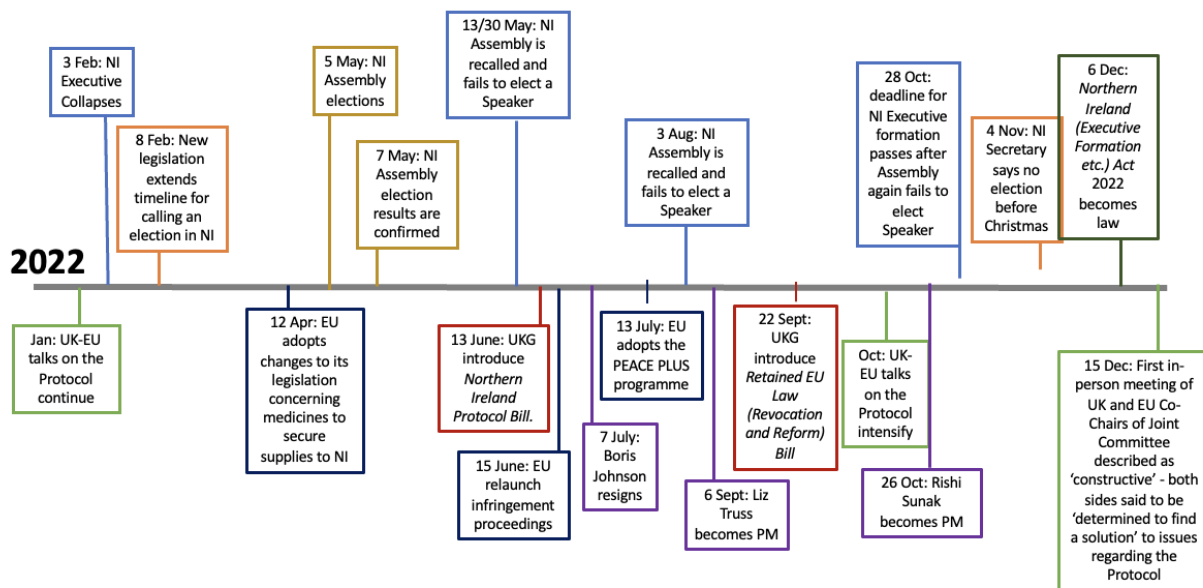 3 Feb: NI
Executive
Collapses
8 Feb: New
legislation
extends
timeline for
calling an
election in NI
5 May: NI
Assembly
elections
7 May: NI
Assembly
election
results are
confirmed
13/30 May: NI
Assembly is
recalled and
fails to elect a
Speaker
3 Aug: NI
Assembly is
recalled and
fails to elect a
Speaker
28 Oct:
deadline for
NI Executive
formation
passes after
Assembly
again fails to
elect
Speaker
4 Nov: NI
Secretary
says no
election
before
Christmas
6 Dec:
Northern
Ireland
(Executive
Formation
etc.) Act
2022
becomes
law
2022
Jan: UK-EU
talks on the
Protocol
continue
12 Apr: EU
adopts
changes to its
legislation
concerning
medicines to
secure
supplies to NI
13 June: UKG
introduce
Northern
Ireland
Protocol Bill.
15 June: EU
relaunch
infringement
proceedings
7 July: Boris
Johnson
resigns
13 July: EU
adopts the
PEACE PLUS
programme
6 Sept: Liz
Truss
becomes PM
22 Sept:
UKG
introduce
Retained EU
Law
(Revocation
and Reform)
Bill
Oct: UK-
EU talks
on the
Protocol
intensify
26 Oct: Rishi
Sunak
becomes PM
15 Dec: First in-
person meeting of
UK and EU Co-
Chairs of Joint
Committee
described as
‘constructive’ - both
sides said to be
‘determined to find
a solution’ to issues
regarding the
Protocol